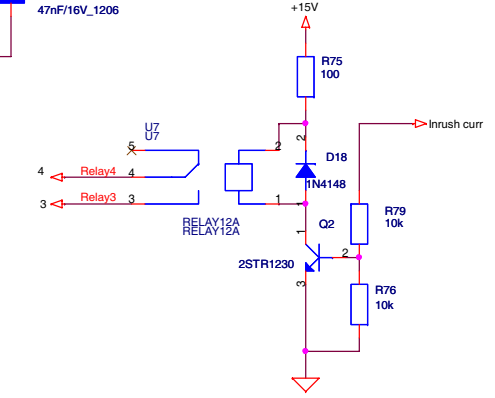 47nF/16V_1206
+15V
R75
100
Inrush curr
U7
U7
5
2
2
D18
4
Relay4
4
1N4148
3
Relay3
3
1
1
R79
10k
RELAY12A
RELAY12A
Q2
1
2
2STR1230
3
R76
10k